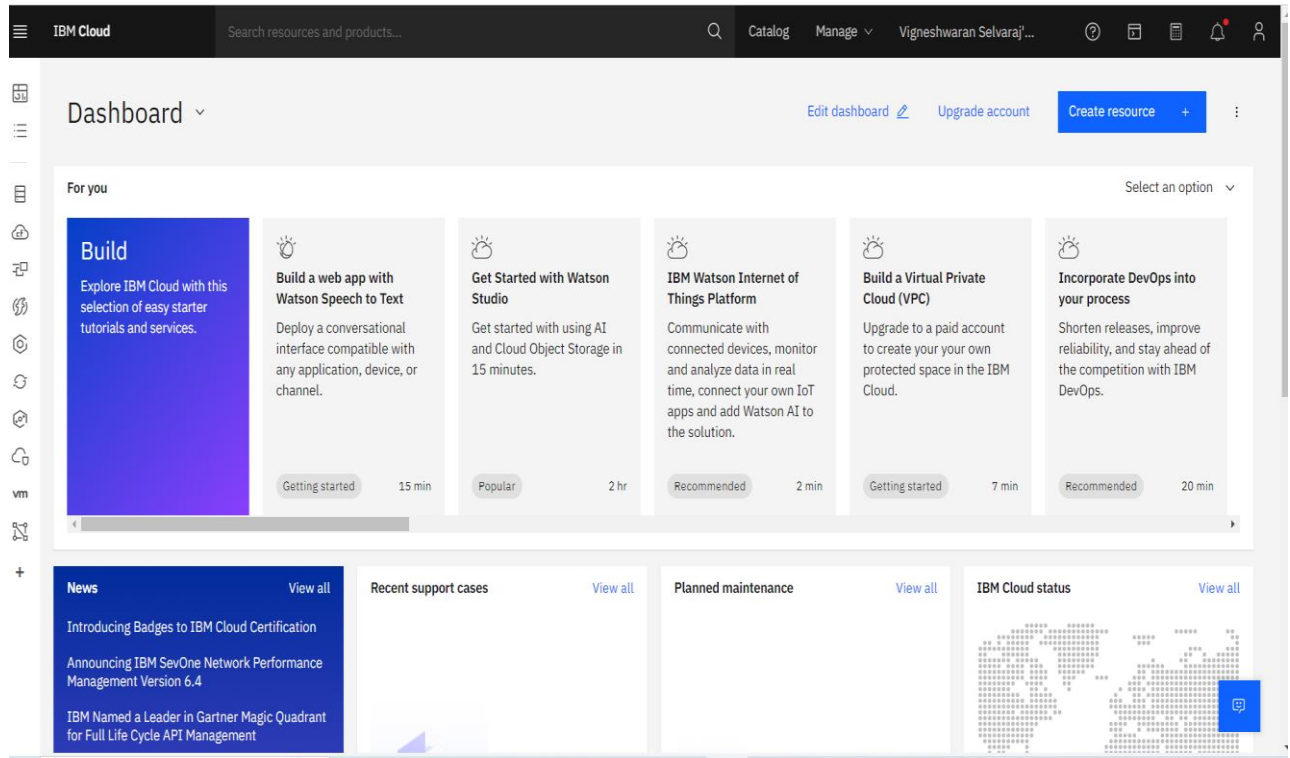 IBM Cloud
Search resources and products...
Catalog
Manage
Vigneshwaran Selvaraj'...
Dashboard
Edit dashboard
Upgrade account
Create resource +
For you
Select an option
Build
Explore IBM Cloud with this
selection of easy starter
tutorials and services.
Build a web app with
Watson Speech to Text
Deploy a conversational
interface compatible with
any application, device, or
channel.
Getting started
15 min
Get Started with Watson
Studio
Get started with using AI
and Cloud Object Storage in
15 minutes.
Popular
2 hr
IBM Watson Internet of
Things Platform
Communicate with
connected devices, monitor
and analyze data in real
time, connect your own IoT
apps and add Watson AI to
the solution.
Recommended
2 min
Build a Virtual Private
Cloud (VPC)
Upgrade to a paid account
to create your your own
protected space in the IBM
Cloud.
Getting started
7 min
Incorporate DevOps into
your process
Shorten releases, improve
reliability, and stay ahead of
the competition with IBM
DevOps.
Recommended
20 min
vm
News
View all
Introducing Badges to IBM Cloud Certification
Announcing IBM SevOne Network Performance
Management Version 6.4
IBM Named a Leader in Gartner Magic Quadrant
for Full Life Cycle API Management
Recent support cases
View all
Planned maintenance
View all
IBM Cloud status
View all